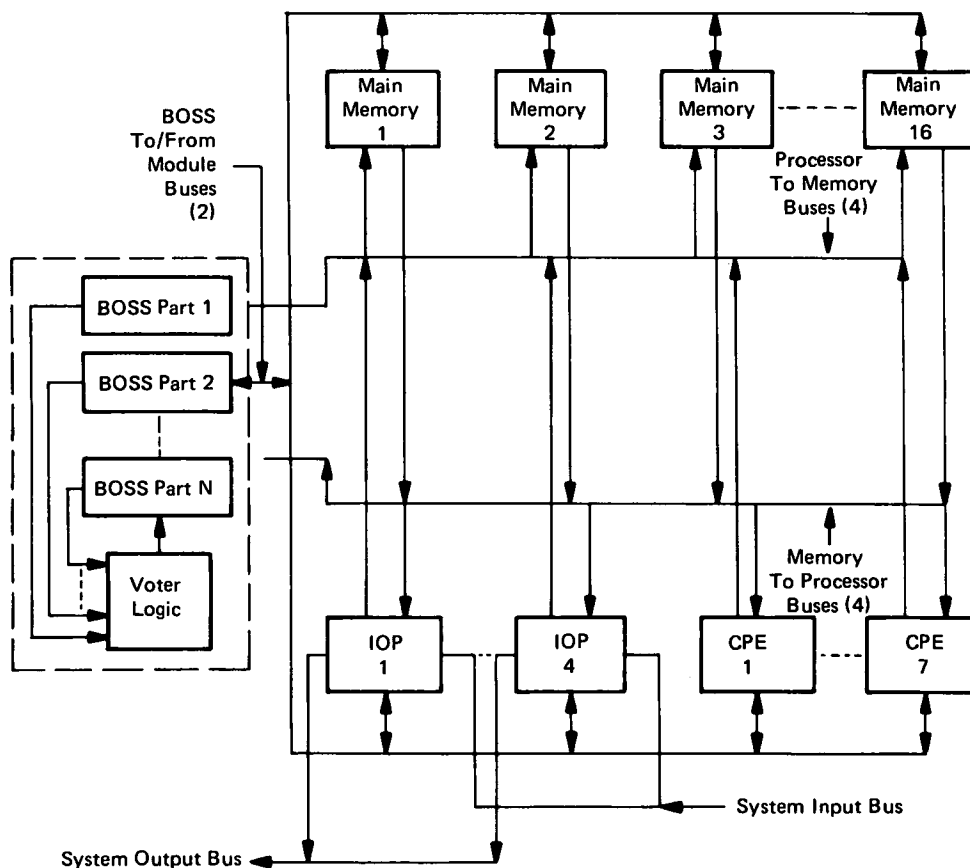 BOSS
To/From
Module
Buses
(2)
Main
Memory
1
Main
Memory
2
Main
Memory
3
Main
Memory
16
Processor
To Memory
Buses (4)
BOSS Part 1
BOSS Part 2
BOSS Part N
Voter
Logic
Memory
To Processor
Buses (4)
IOP
1
IOP
4
CPE
1
CPE
7
System Input Bus
System Output Bus